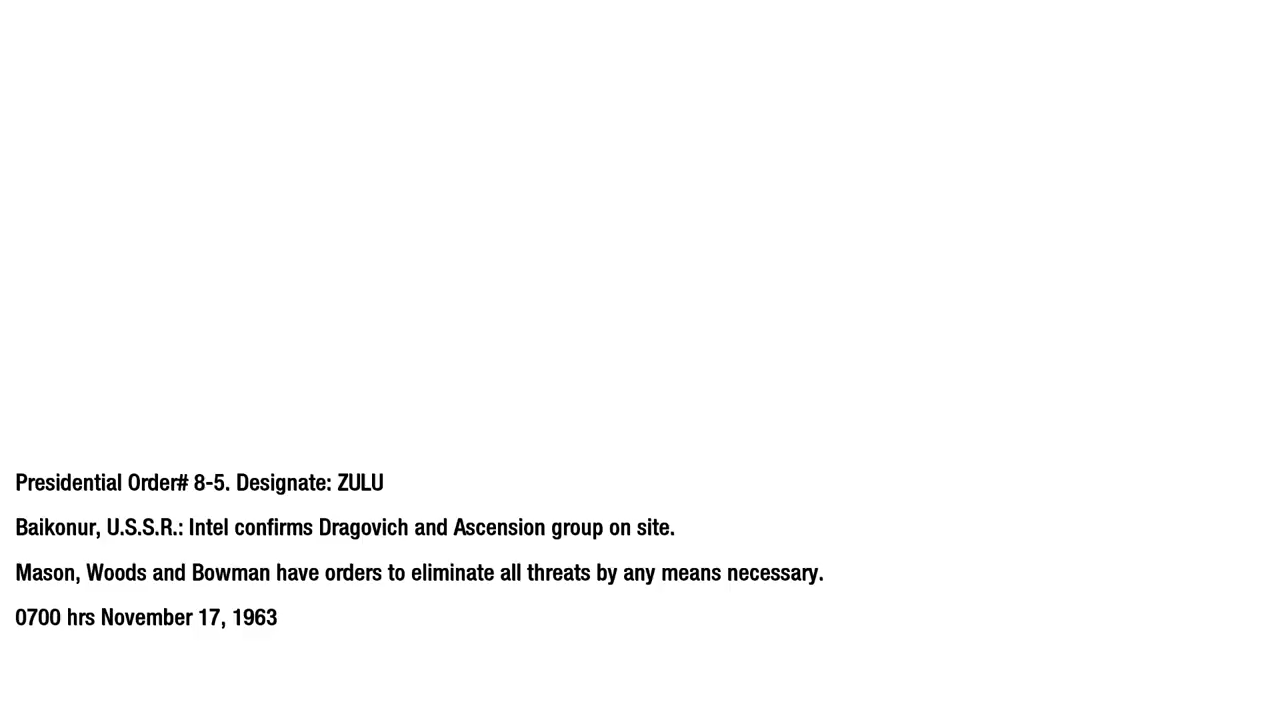 Presidential Order# 8-5. Designate: ZULU
Baikonur, U.S.S.R.: Intel confirms Dragovich and Ascension group on site.
Mason, Woods and Bowman have orders to eliminate all threats by any means necessary.
0700 hrs November 17, 1963